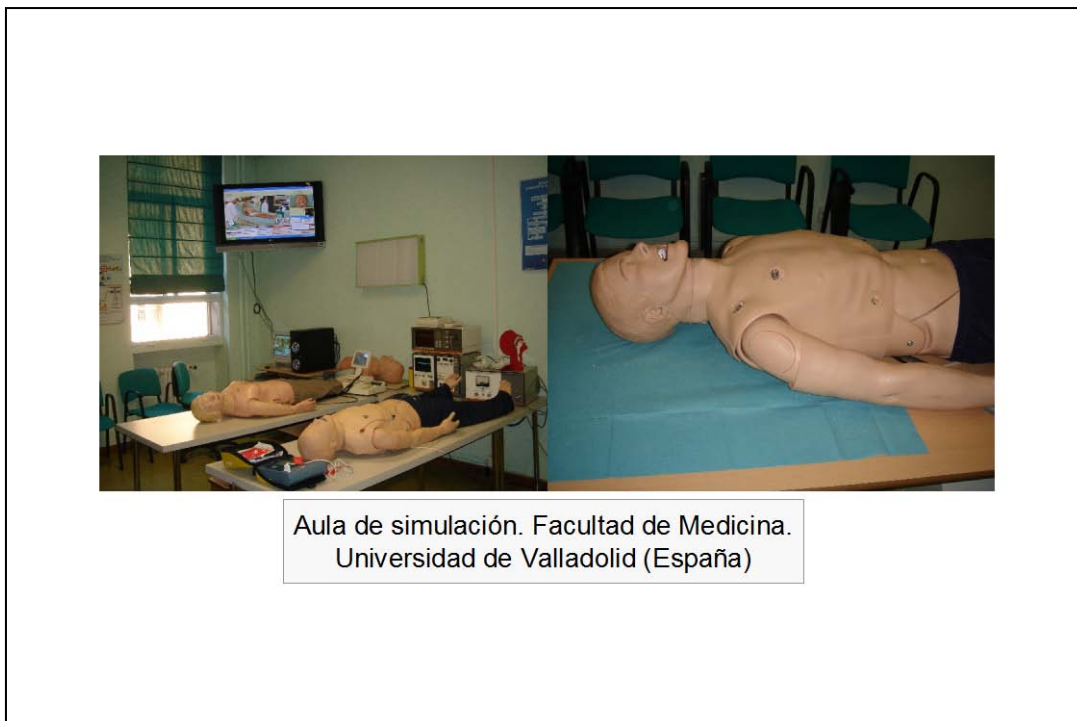 Aula de simulación. Facultad de Medicina.
Universidad de Valladolid (España)